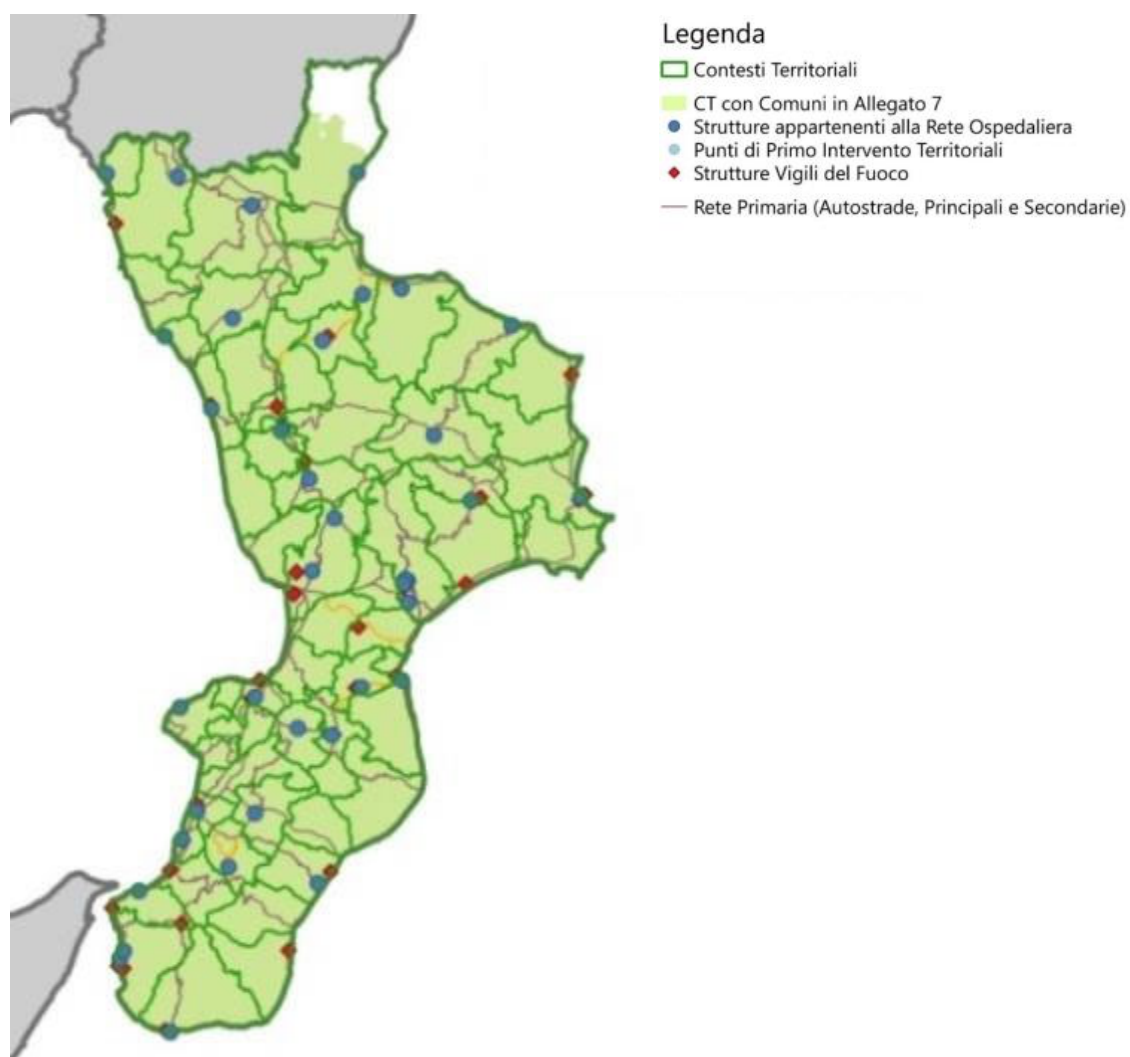 Legenda
Contesti Territoriali
CT con Comuni in Allegato 7
Strutture appartenenti alla Rete Ospedaliera
Punti di Primo Intervento Territoriali
Strutture Vigili del Fuoco
Rete Primaria (Autostrade, Principali e Secondarie)